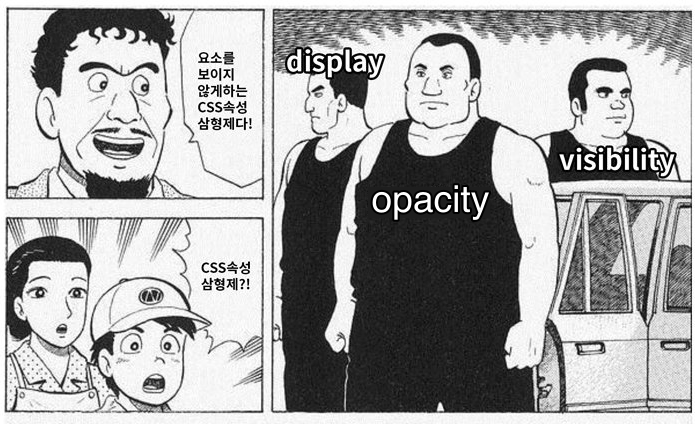 요소를
보이지
않게하는
CSS속성
삼형제다!
CSS속성
삼형제?!
display
opacity
visibility